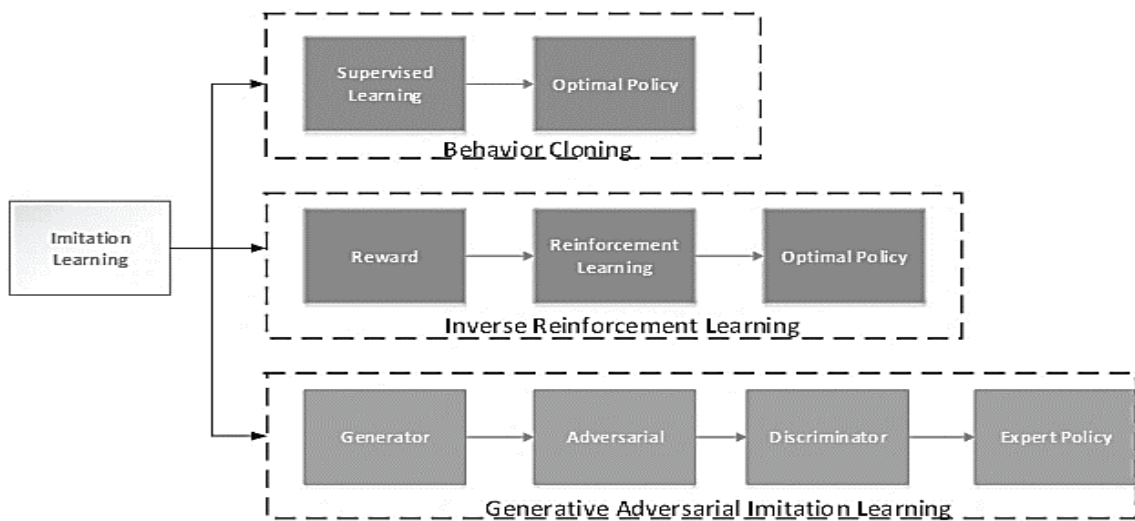 Supervised
Learning
Optimal Policy
Behavior Cloning
Imitation
Learning
Reward
Reinforcement
Learning
Optimal Policy
Inverse Reinforcement Learning
Generator
Adversarial
Discriminator
Expert Policy
Generative Adversarial Imitation Learning